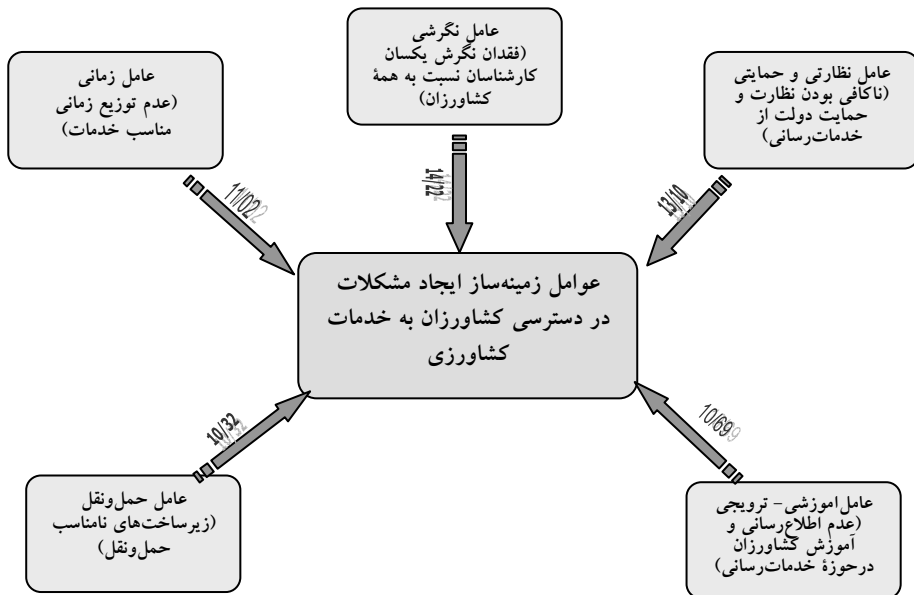 عامل نگرشی
(فقدان نگرش یکسان
کارشناسان نسبت به همۀ
کشاورزان)
عامل نظارتی و حمایتی
(ناکافی بودن نظارت و
حمایت دولت از
خدمات‌رسانی)
عامل زمانی
(عدم توزیع زمانی
مناسب خدمات)
14/22
13/10
11/02
عوامل زمینه‌ساز ایجاد مشکلات
در دسترسی کشاورزان به خدمات
کشاورزی
10/69
10/32
عامل‌اموزشی- ترویجی
(عدم اطلاع‌رسانی و
آموزش کشاورزان
درحوزۀ خدمات‌رسانی)
عامل حمل‌ونقل
(زیرساخت‌های نامناسب
حمل‌ونقل)